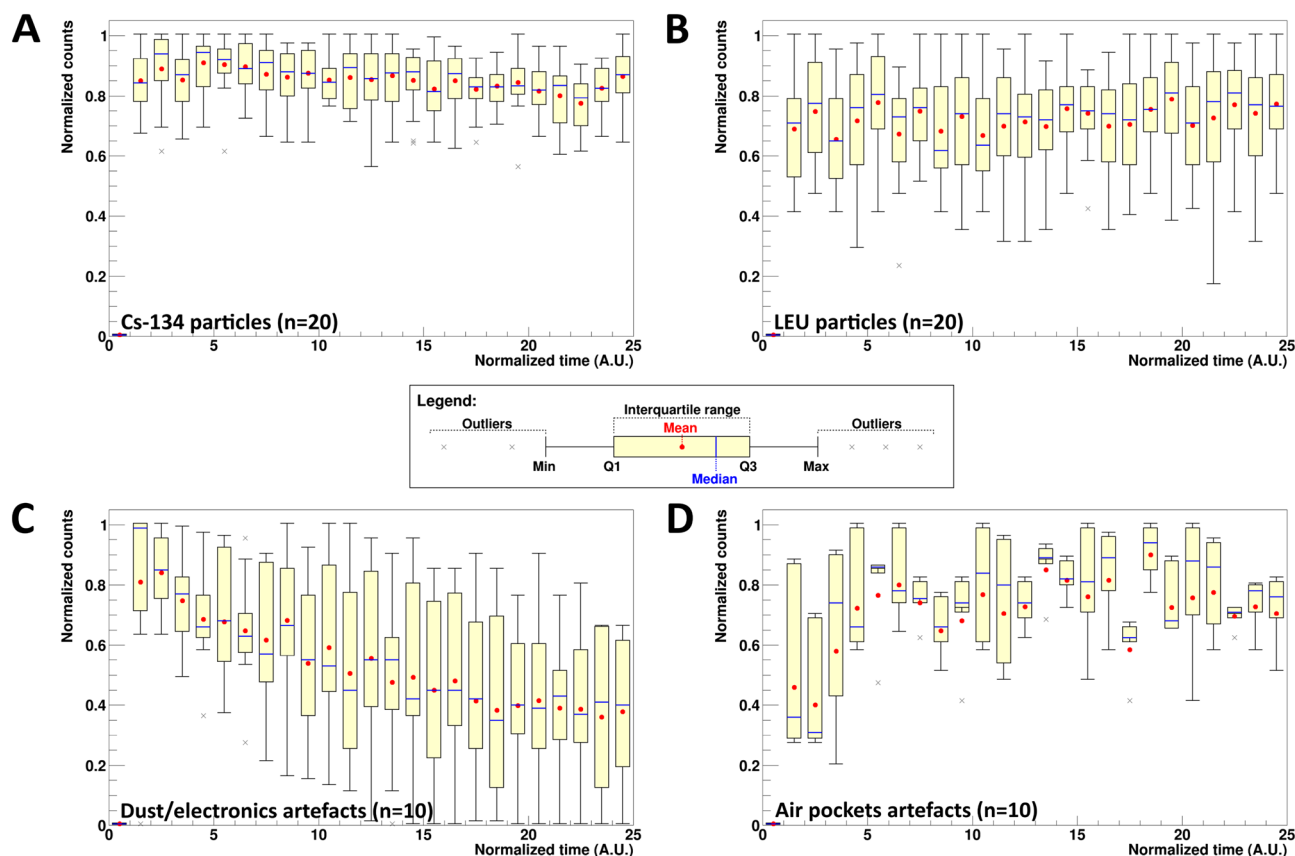 A
Normalized counts
1
0.8
0.6
0.4
0.2
0
Cs-134 particles (n=20)
0 5 10 15 20 25
Normalized time (A.U.)
B
Normalized counts
1
0.8
0.6
0.4
0.2
0
LEU particles (n=20)
0 5 10 15 20 25
Normalized time (A.U.)
Legend:
Interquartile range
Outliers Mean Outliers
Min Q1 Q3 Max
Median
C
Normalized counts
1
0.8
0.6
0.4
0.2
0
Dust/electronics artefacts (n=10)
0 5 10 15 20 25
Normalized time (A.U.)
D
Normalized counts
1
0.8
0.6
0.4
0.2
0
Air pockets artefacts (n=10)
0 5 10 15 20 25
Normalized time (A.U.)